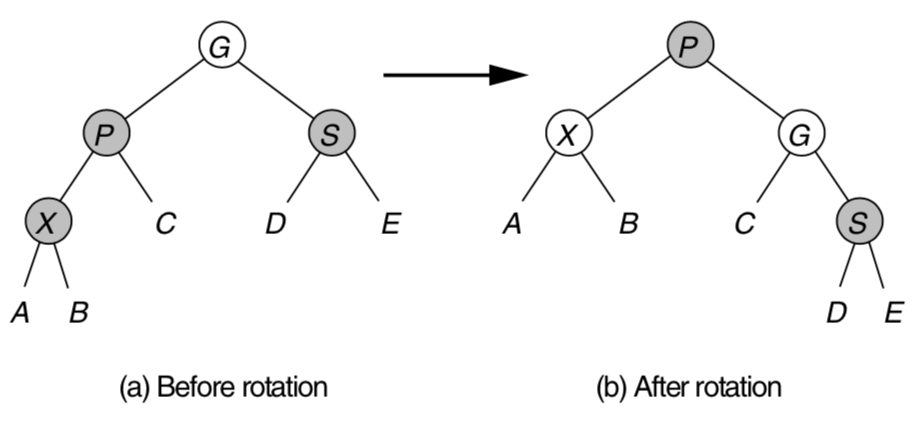 G P
P S X G
X C D E A B C S
A B D E
(a) Before rotation (b) After rotation